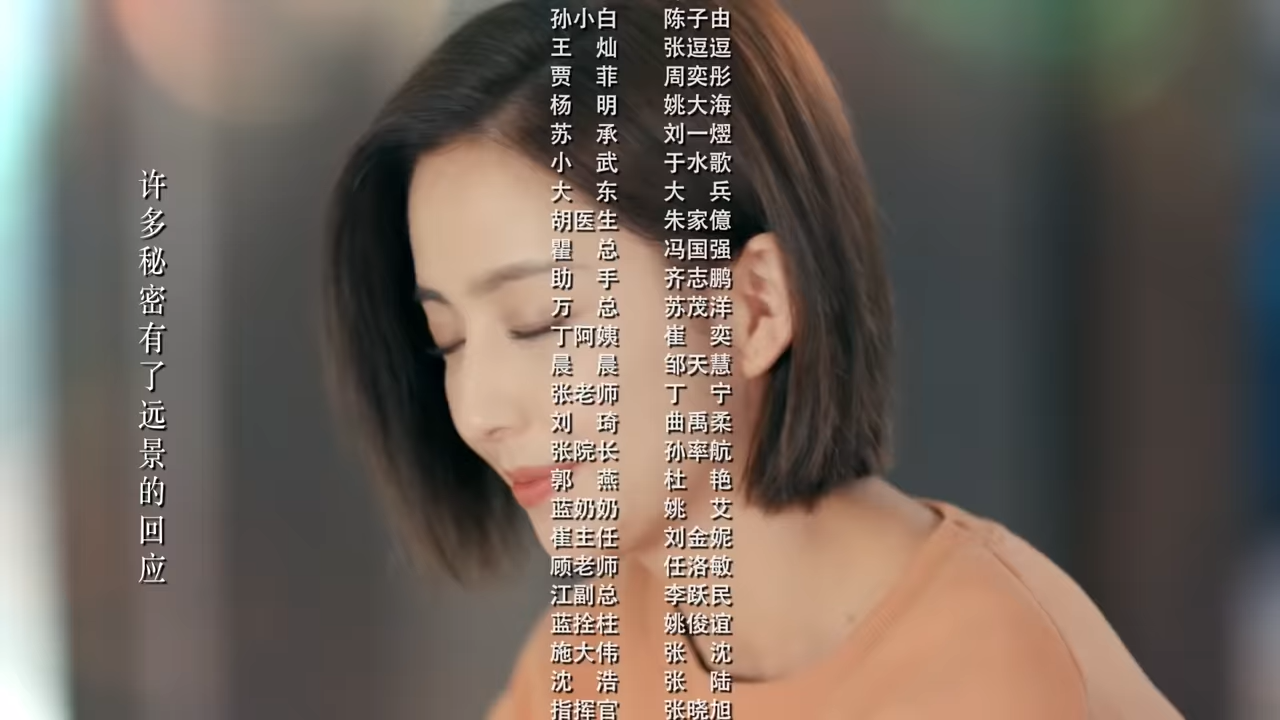 许多秘密有了远景的回应
孙小白 陈子由
王 灿 张逗逗
贾 菲 周奕彤
杨 明 姚大海
苏 承 刘一熠
小 武 于水歌
大 东 大 兵
胡医生 朱家億
瞿 总 冯国强
助 手 齐志鹏
万 总 苏茂洋
丁阿姨 崔 奕
晨 晨 邹天慧
张老师 丁 宁
刘 琦 曲禹柔
张院长 孙率航
郭 燕 杜 艳
蓝奶奶 姚 艾
崔主任 刘金妮
顾老师 任洛敏
江副总 李跃民
蓝拴柱 姚俊谊
施大伟 张 沈
沈 浩 张 陆
指挥官 张晓旭